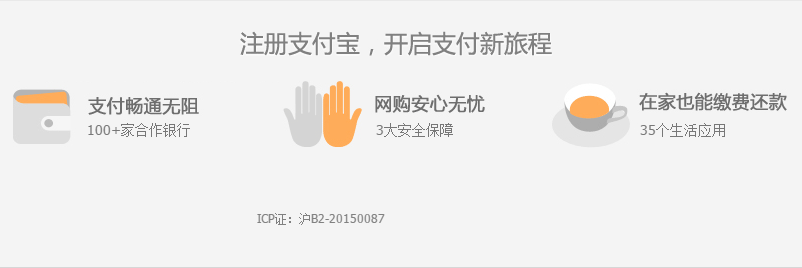 注册支付宝，开启支付新旅程
支付畅通无阻
100+家合作银行
网购安心无忧
3大安全保障
在家也能缴费还款
35个生活应用
ICP证：沪B2-20150087